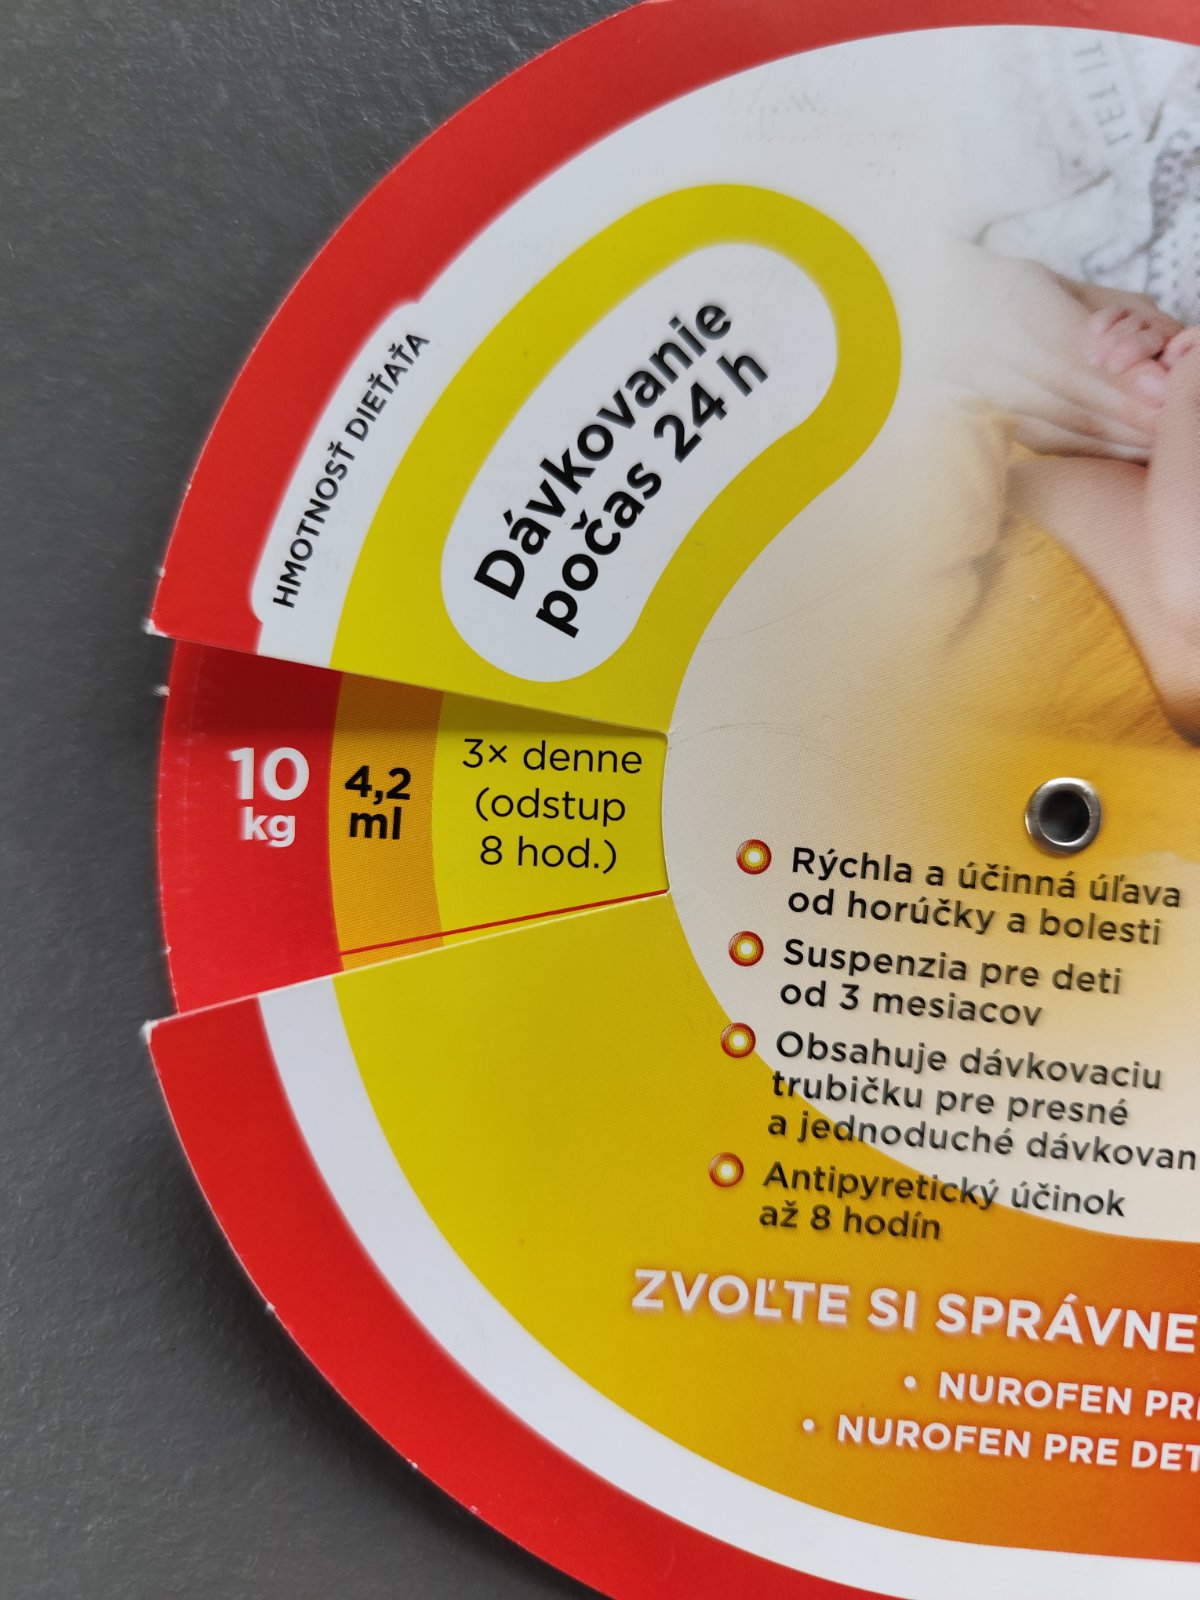 HMOTNOSŤ DIEŤAŤA
Dávkovanie
počas 24 h
10
kg
4,2
ml
3× denne
(odstup
8 hod.)
Rýchla a účinná úľava
od horúčky a bolesti
Suspenzia pre deti
od 3 mesiacov
Obsahuje dávkovaciu
trubičku pre presné
a jednoduché dávkovan
Antipyretický účinok
až 8 hodín
ZVOĽTE SI SPRÁVNE
• NUROFEN PR
• NUROFEN PRE DET
LET IT